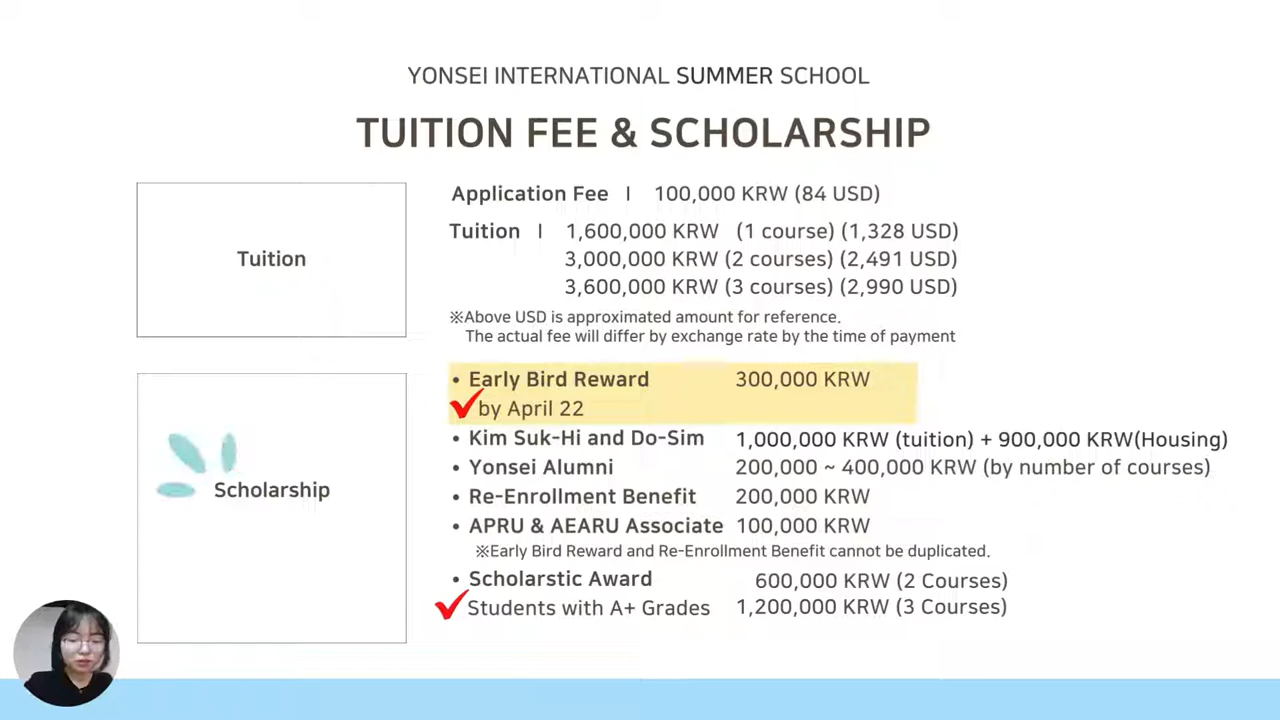 YONSEI INTERNATIONAL SUMMER SCHOOL
TUITION FEE & SCHOLARSHIP
Tuition
Application Fee l 100,000 KRW (84 USD)
Tuition l 1,600,000 KRW (1 course) (1,328 USD)
3,000,000 KRW (2 courses) (2,491 USD)
3,600,000 KRW (3 courses) (2,990 USD)
※Above USD is approximated amount for reference.
The actual fee will differ by exchange rate by the time of payment
Scholarship
• Early Bird Reward 300,000 KRW
by April 22
• Kim Suk-Hi and Do-Sim 1,000,000 KRW (tuition) + 900,000 KRW(Housing)
• Yonsei Alumni 200,000 ~ 400,000 KRW (by number of courses)
• Re-Enrollment Benefit 200,000 KRW
• APRU & AEARU Associate 100,000 KRW
※Early Bird Reward and Re-Enrollment Benefit cannot be duplicated.
• Scholarstic Award 600,000 KRW (2 Courses)
Students with A+ Grades 1,200,000 KRW (3 Courses)